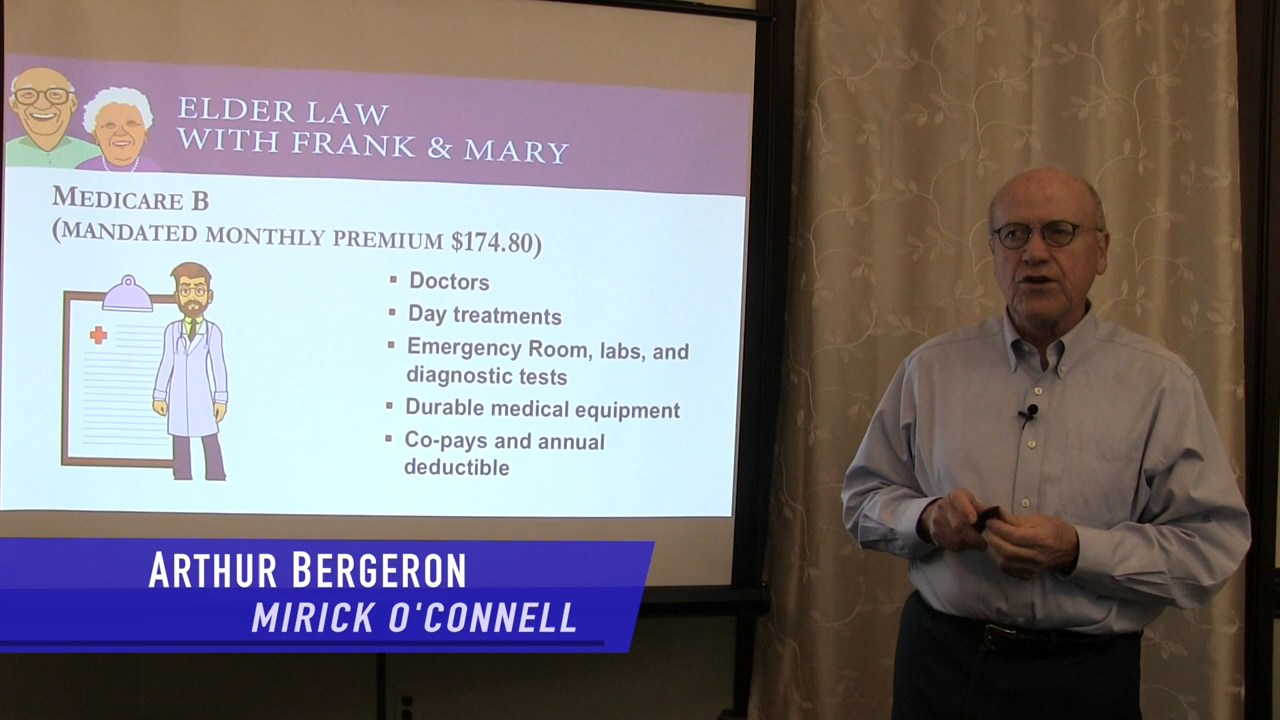 ELDER LAW
WITH FRANK & MARY
MEDICARE B
(MANDATED MONTHLY PREMIUM $174.80)
▪ Doctors
▪ Day treatments
▪ Emergency Room, labs, and
diagnostic tests
▪ Durable medical equipment
▪ Co-pays and annual
deductible
ARTHUR BERGERON
MIRICK O'CONNELL